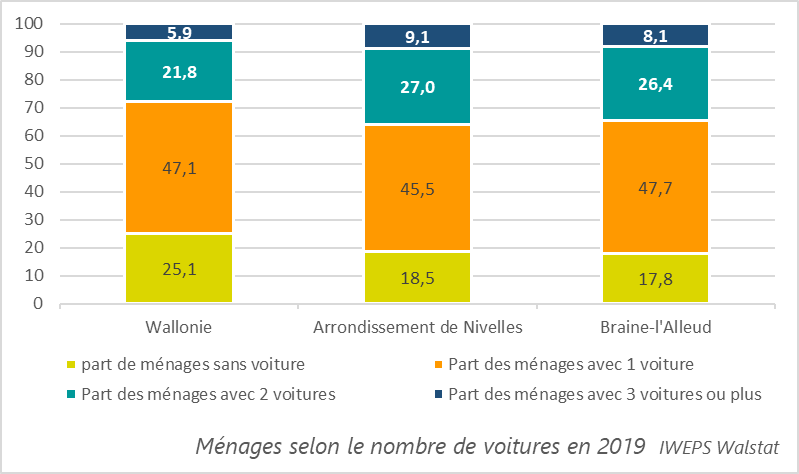 100
90
80
70
60
50
40
30
20
10
0
5,9
9,1
8,1
21,8
27,0
26,4
47,1
45,5
47,7
25,1
18,5
17,8
Wallonie
Arrondissement de Nivelles
Braine-l'Alleud
part de ménages sans voiture
Part des ménages avec 1 voiture
Part des ménages avec 2 voitures
Part des ménages avec 3 voitures ou plus
Ménages selon le nombre de voitures en 2019 IWEPS Walstat